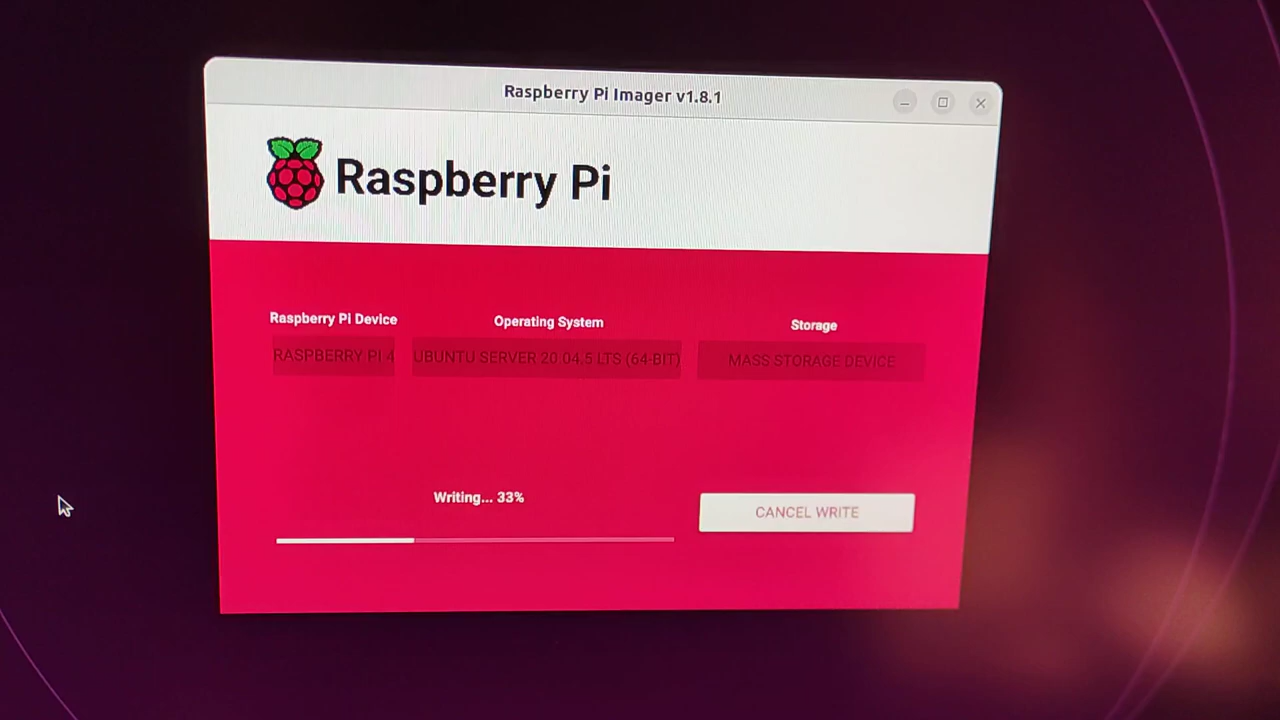 Raspberry Pi Imager v1.8.1
Raspberry Pi
Raspberry Pi Device
Operating System
Storage
RASPBERRY PI 4
UBUNTU SERVER 20.04.5 LTS (64-BIT)
MASS STORAGE DEVICE
Writing... 33%
CANCEL WRITE